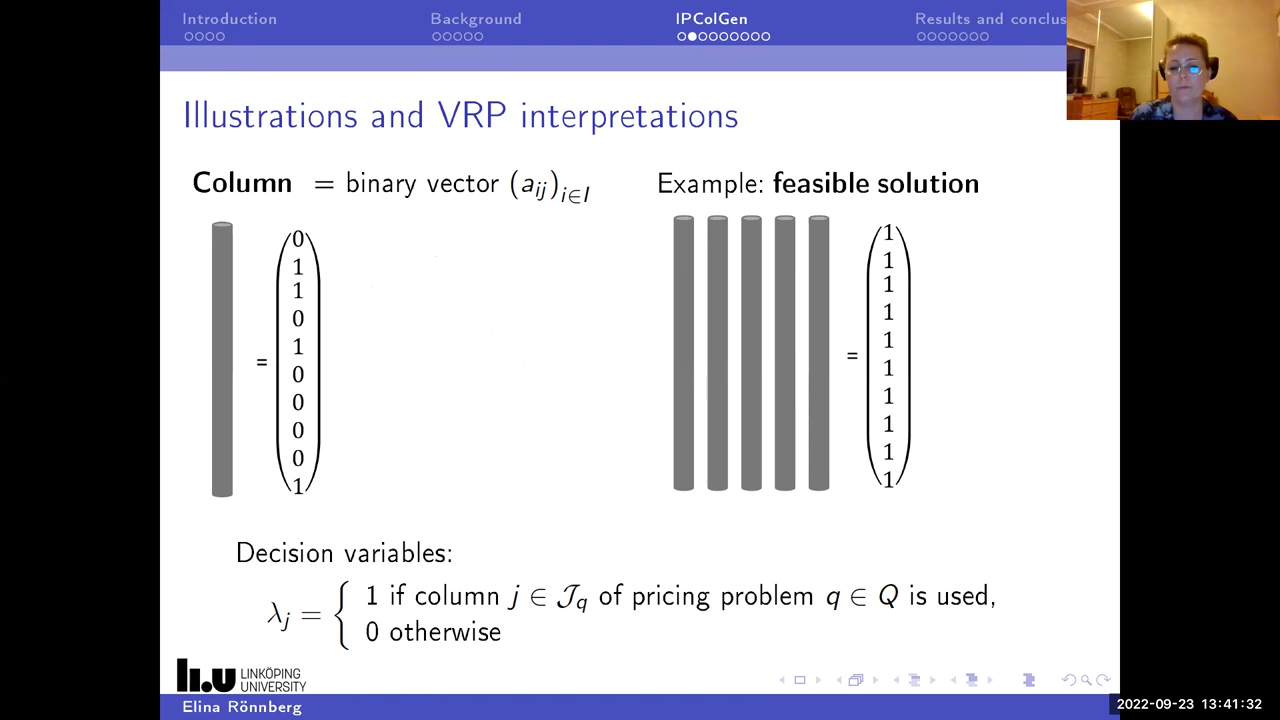 Introduction
Background
IPColGen
Results and conclus
Illustrations and VRP interpretations
Column = binary vector (a_{ij})_{i∈I}
Example: feasible solution
=
0
1
1
0
1
0
0
0
0
1
=
1
1
1
1
1
1
1
1
1
1
Decision variables:
λ_j = { 1 if column j ∈ 𝒥_q of pricing problem q ∈ Q is used,
0 otherwise
li.u LINKÖPING
UNIVERSITY
Elina Rönnberg
2022-09-23 13:41:32